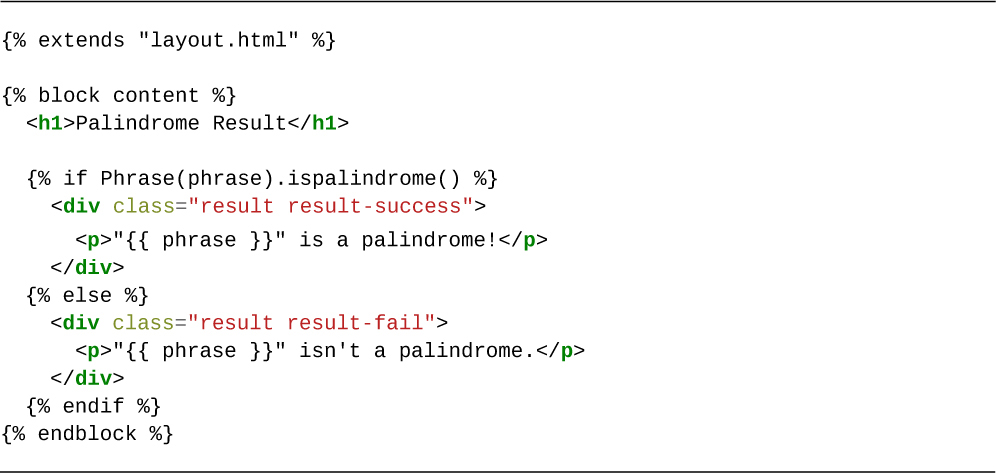 {% extends "layout.html" %}
{% block content %}
<h1>Palindrome Result</h1>
{% if Phrase(phrase).ispalindrome() %}
<div class="result result-success">
<p>"{{ phrase }}" is a palindrome!</p>
</div>
{% else %}
<div class="result result-fail">
<p>"{{ phrase }}" isn't a palindrome.</p>
</div>
{% endif %}
{% endblock %}